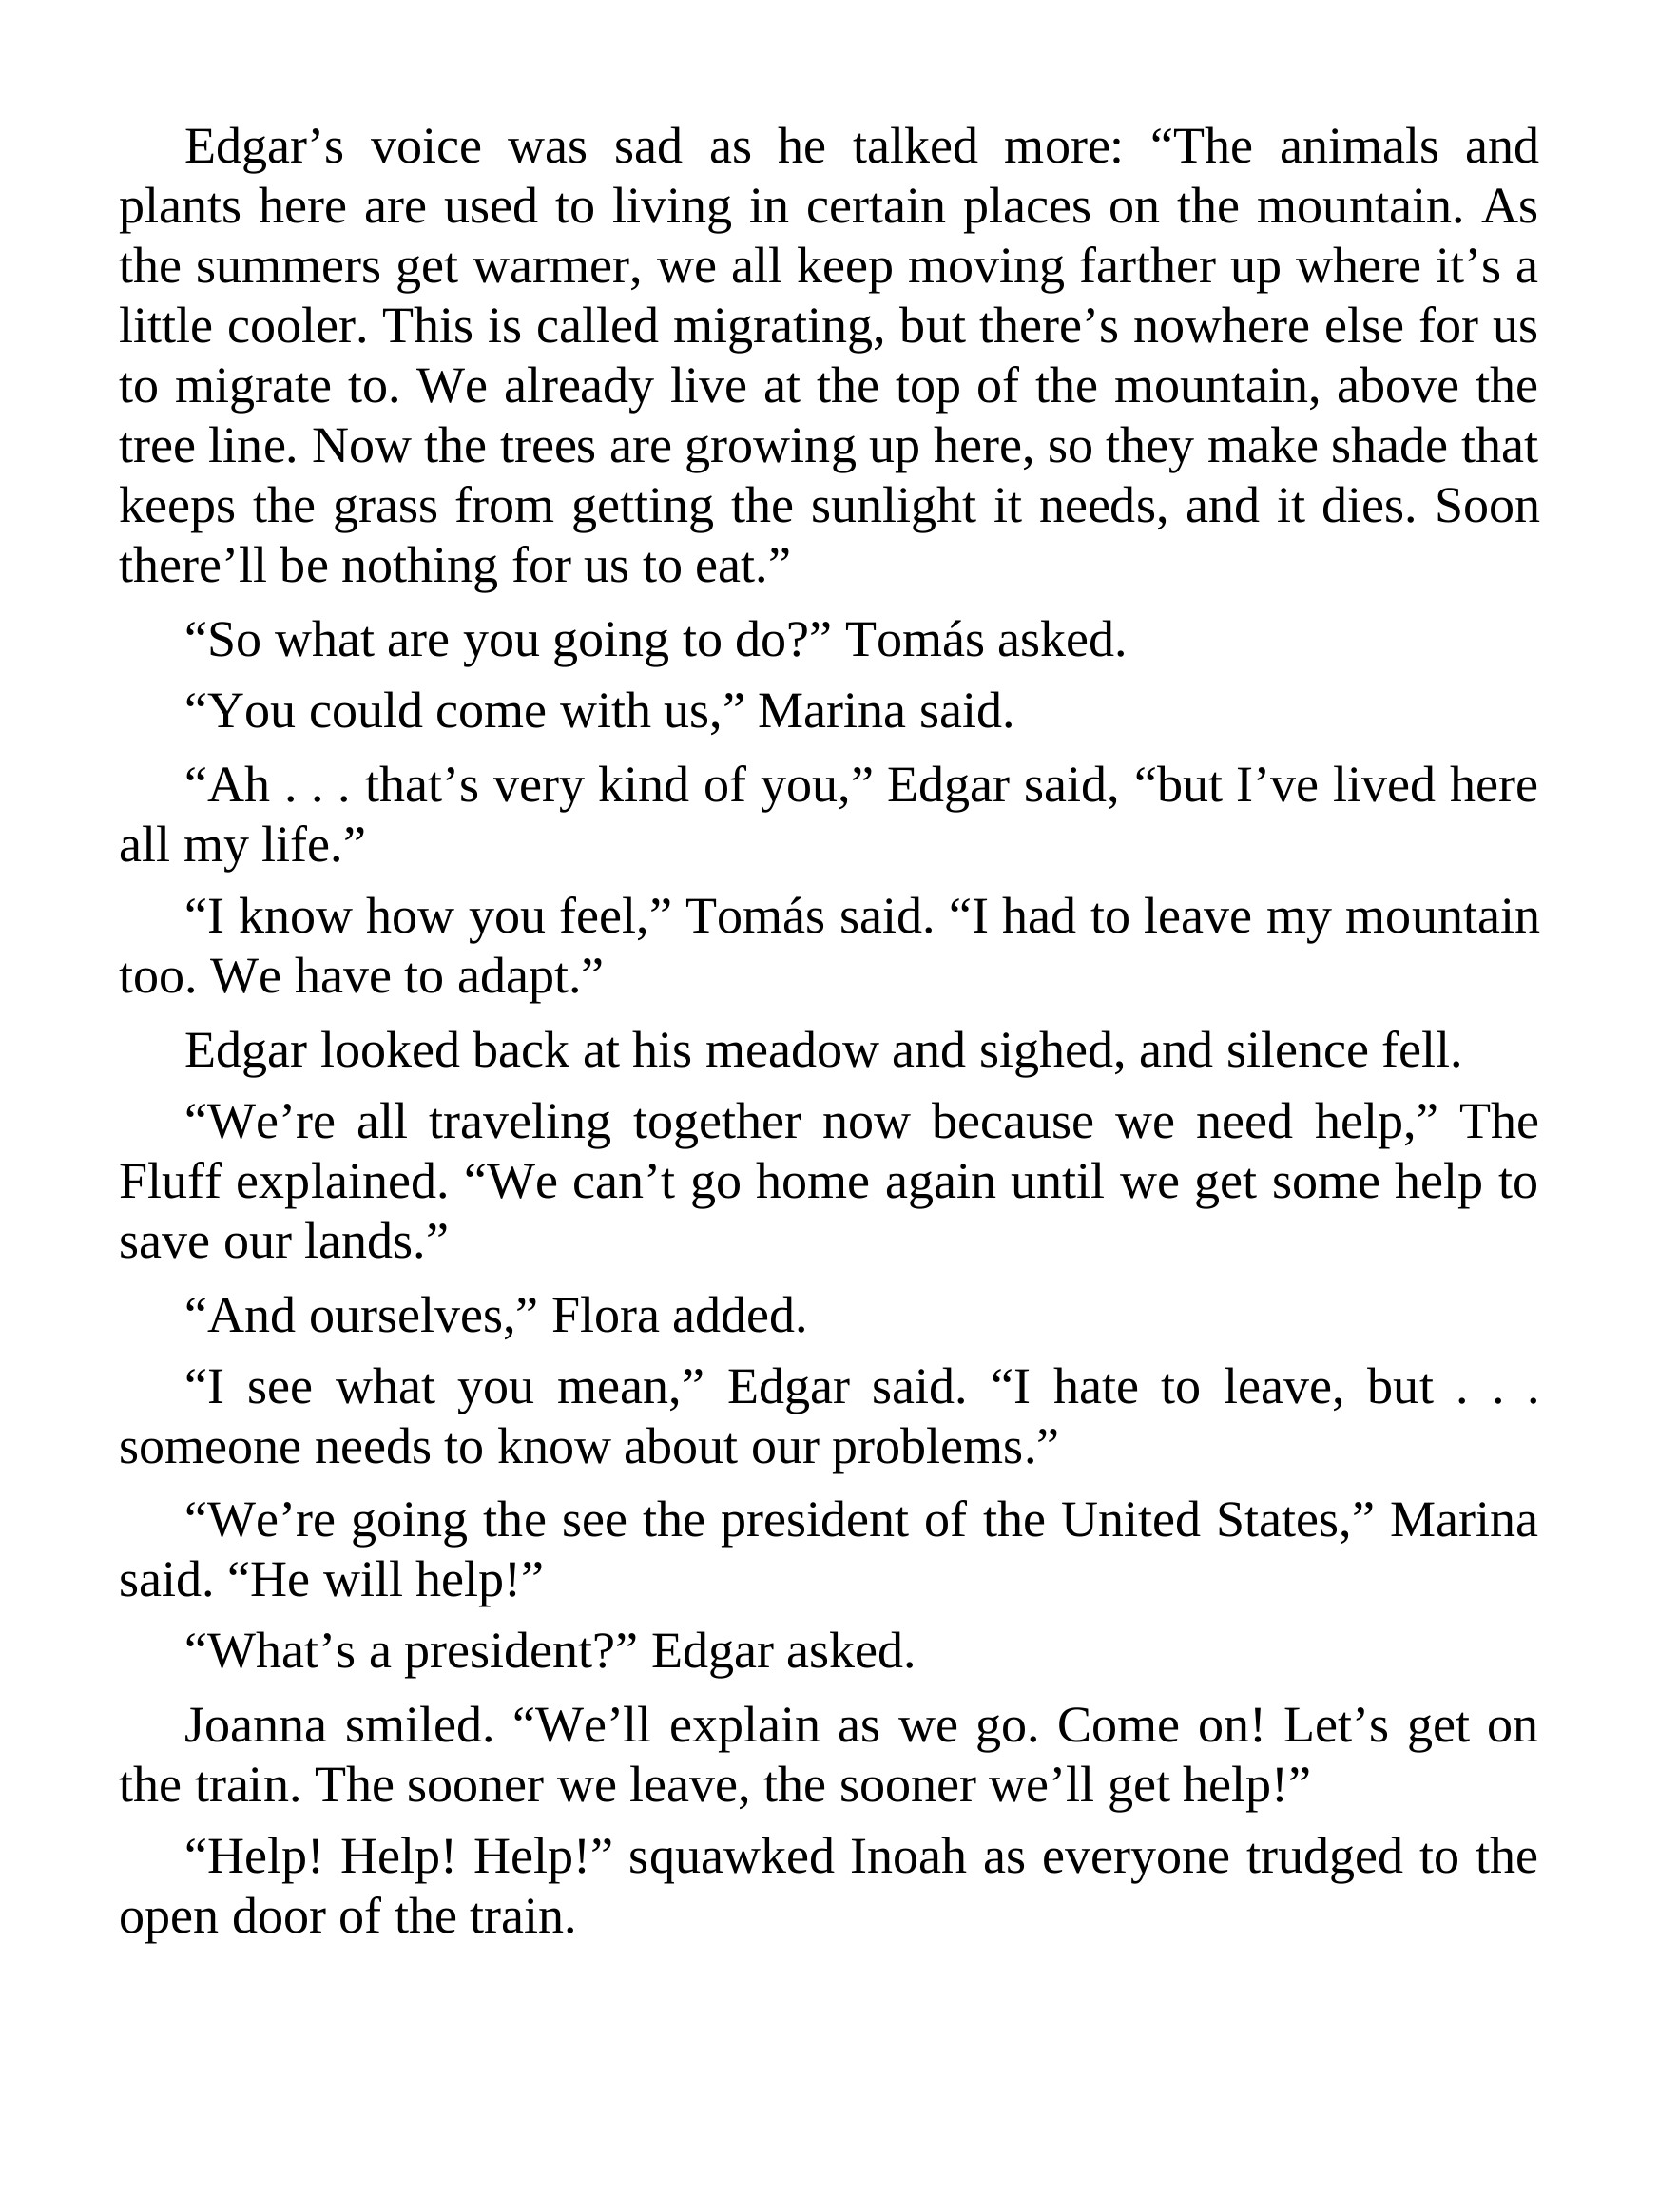 Edgar’s voice was sad as he talked more: “The animals and
plants here are used to living in certain places on the mountain. As
the summers get warmer, we all keep moving farther up where it’s a
little cooler. This is called migrating, but there’s nowhere else for us
to migrate to. We already live at the top of the mountain, above the
tree line. Now the trees are growing up here, so they make shade that
keeps the grass from getting the sunlight it needs, and it dies. Soon
there’ll be nothing for us to eat.”
“So what are you going to do?” Tomás asked.
“You could come with us,” Marina said.
“Ah . . . that’s very kind of you,” Edgar said, “but I’ve lived here
all my life.”
“I know how you feel,” Tomás said. “I had to leave my mountain
too. We have to adapt.”
Edgar looked back at his meadow and sighed, and silence fell.
“We’re all traveling together now because we need help,” The
Fluff explained. “We can’t go home again until we get some help to
save our lands.”
“And ourselves,” Flora added.
“I see what you mean,” Edgar said. “I hate to leave, but . . .
someone needs to know about our problems.”
“We’re going the see the president of the United States,” Marina
said. “He will help!”
“What’s a president?” Edgar asked.
Joanna smiled. “We’ll explain as we go. Come on! Let’s get on
the train. The sooner we leave, the sooner we’ll get help!”
“Help! Help! Help!” squawked Inoah as everyone trudged to the
open door of the train.